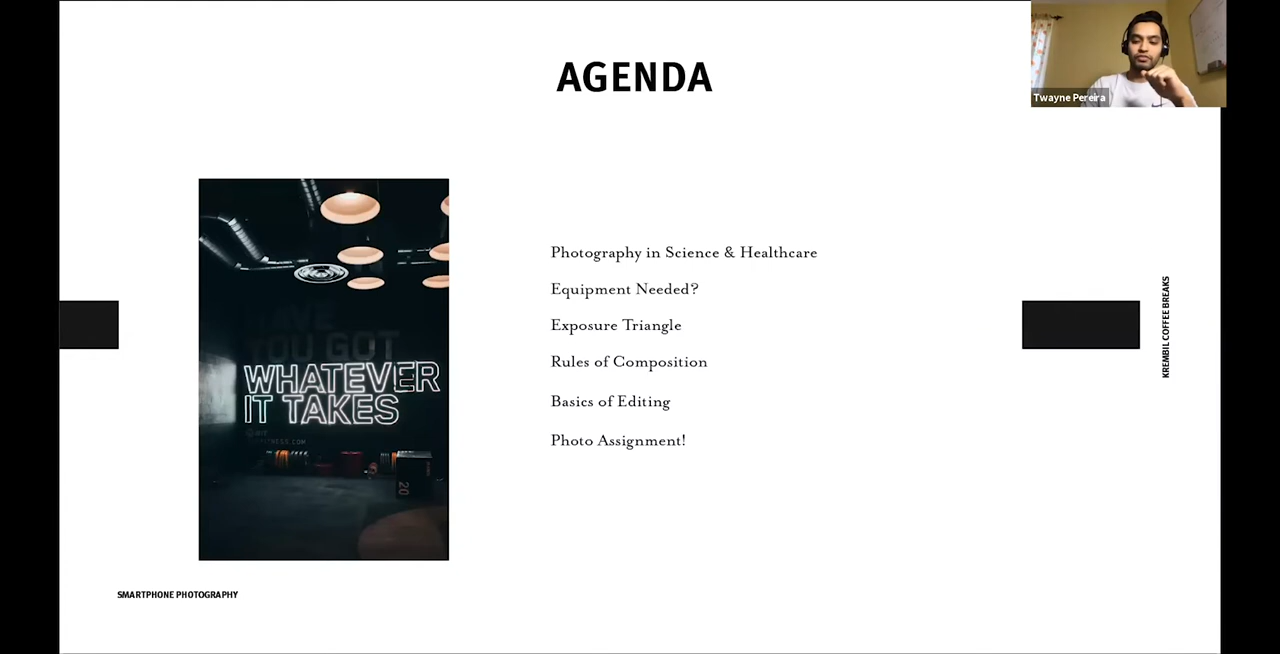 AGENDA
Twayne Pereira
YOU GOT
WHATEVER
IT TAKES
20
Photography in Science & Healthcare
Equipment Needed?
Exposure Triangle
Rules of Composition
Basics of Editing
Photo Assignment!
KREMBIL COFFEE BREAKS
SMARTPHONE PHOTOGRAPHY